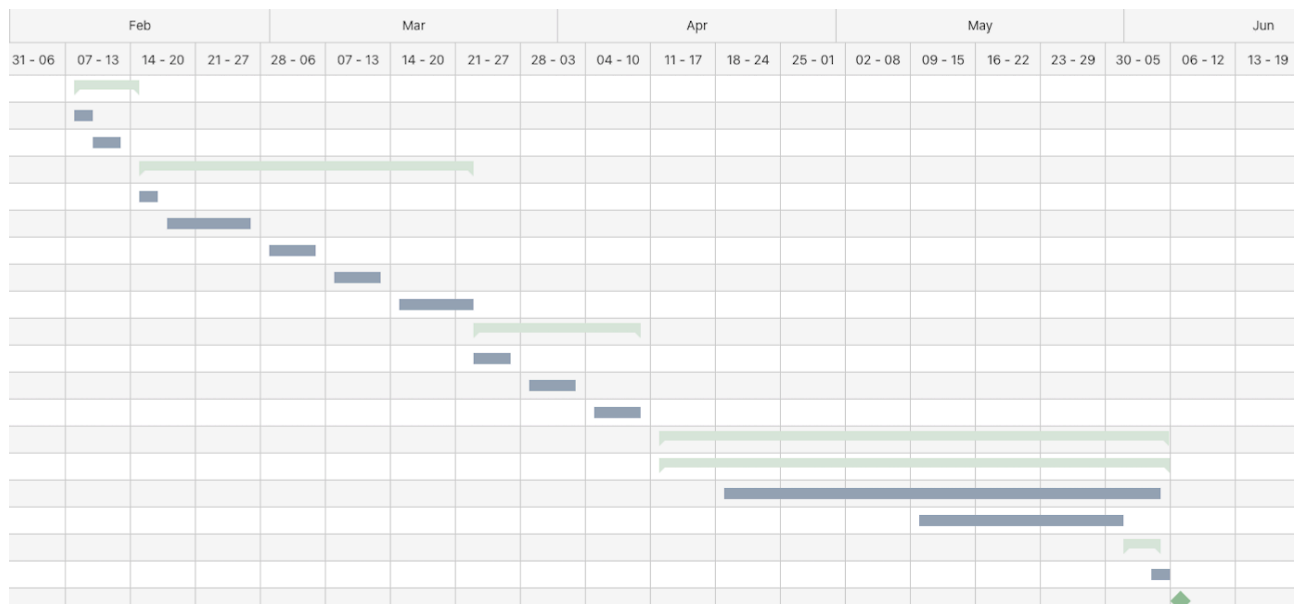 Feb Mar Apr May Jun
31 - 06 07 - 13 14 - 20 21 - 27 28 - 06 07 - 13 14 - 20 21 - 27 28 - 03 04 - 10 11 - 17 18 - 24 25 - 01 02 - 08 09 - 15 16 - 22 23 - 29 30 - 05 06 - 12 13 - 19